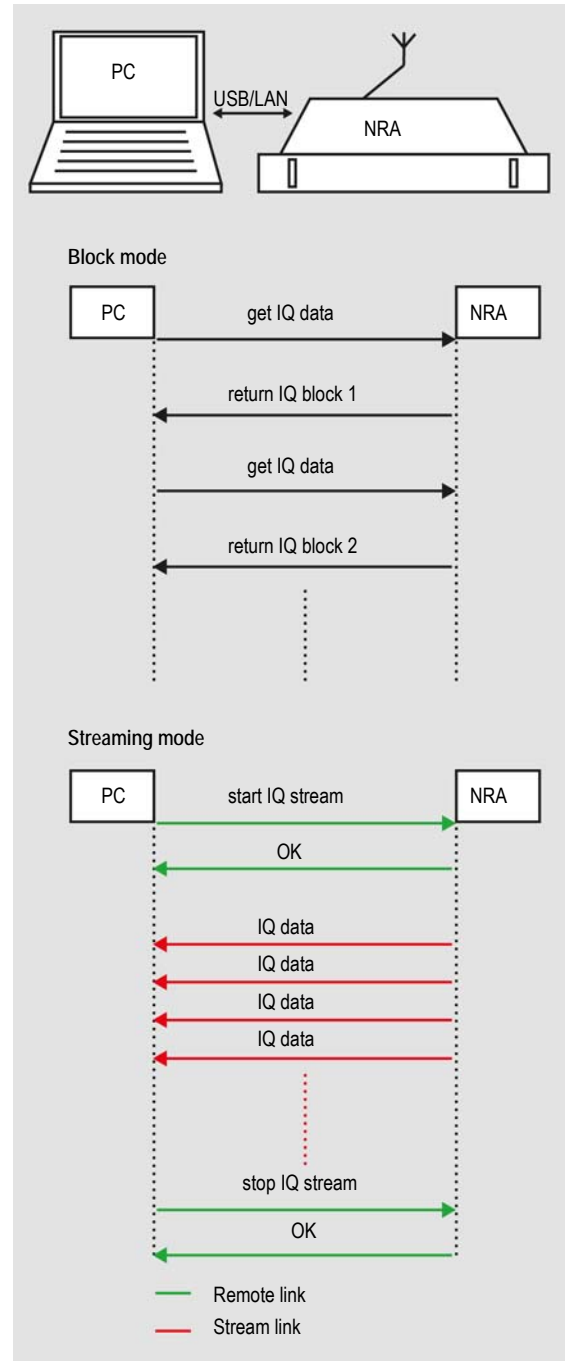 PC
USB/LAN
NRA
Block mode
PC
get IQ data
NRA
return IQ block 1
get IQ data
return IQ block 2
Streaming mode
PC
start IQ stream
NRA
OK
IQ data
IQ data
IQ data
IQ data
stop IQ stream
OK
Remote link
Stream link